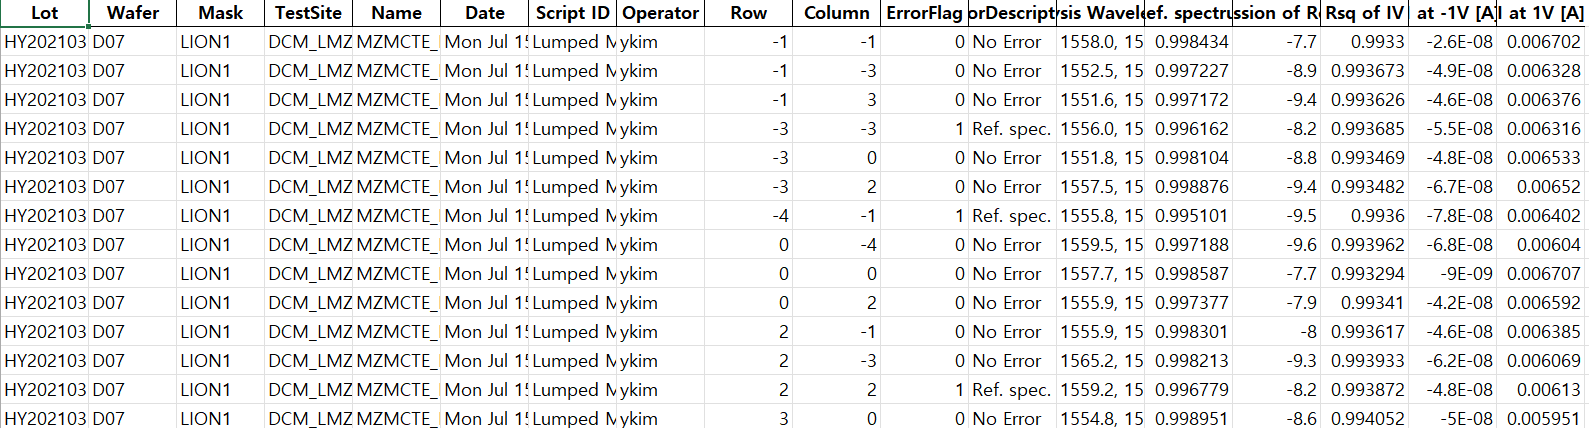 Lot Wafer Mask TestSite Name Date Script ID Operator Row Column ErrorFlag orDescript sis Wavele ef. spectru ssion of R Rsq of IV at -1V [A] I at 1V [A]
HY202103 D07 LION1 DCM_LMZ MZMCTE_ Mon Jul 15 Lumped M ykim -1 -1 0 No Error 1558.0, 15 0.998434 -7.7 0.9933 -2.6E-08 0.006702
HY202103 D07 LION1 DCM_LMZ MZMCTE_ Mon Jul 15 Lumped M ykim -1 -3 0 No Error 1552.5, 15 0.997227 -8.9 0.993673 -4.9E-08 0.006328
HY202103 D07 LION1 DCM_LMZ MZMCTE_ Mon Jul 15 Lumped M ykim -1 3 0 No Error 1551.6, 15 0.997172 -9.4 0.993626 -4.6E-08 0.006376
HY202103 D07 LION1 DCM_LMZ MZMCTE_ Mon Jul 15 Lumped M ykim -3 -3 1 Ref. spec. 1556.0, 15 0.996162 -8.2 0.993685 -5.5E-08 0.006316
HY202103 D07 LION1 DCM_LMZ MZMCTE_ Mon Jul 15 Lumped M ykim -3 0 0 No Error 1551.8, 15 0.998104 -8.8 0.993469 -4.8E-08 0.006533
HY202103 D07 LION1 DCM_LMZ MZMCTE_ Mon Jul 15 Lumped M ykim -3 2 0 No Error 1557.5, 15 0.998876 -9.4 0.993482 -6.7E-08 0.00652
HY202103 D07 LION1 DCM_LMZ MZMCTE_ Mon Jul 15 Lumped M ykim -4 -1 1 Ref. spec. 1555.8, 15 0.995101 -9.5 0.9936 -7.8E-08 0.006402
HY202103 D07 LION1 DCM_LMZ MZMCTE_ Mon Jul 15 Lumped M ykim 0 -4 0 No Error 1559.5, 15 0.997188 -9.6 0.993962 -6.8E-08 0.00604
HY202103 D07 LION1 DCM_LMZ MZMCTE_ Mon Jul 15 Lumped M ykim 0 0 0 No Error 1557.7, 15 0.998587 -7.7 0.993294 -9E-09 0.006707
HY202103 D07 LION1 DCM_LMZ MZMCTE_ Mon Jul 15 Lumped M ykim 0 2 0 No Error 1555.9, 15 0.997377 -7.9 0.99341 -4.2E-08 0.006592
HY202103 D07 LION1 DCM_LMZ MZMCTE_ Mon Jul 15 Lumped M ykim 2 -1 0 No Error 1555.9, 15 0.998301 -8 0.993617 -4.6E-08 0.006385
HY202103 D07 LION1 DCM_LMZ MZMCTE_ Mon Jul 15 Lumped M ykim 2 -3 0 No Error 1565.2, 15 0.998213 -9.3 0.993933 -6.2E-08 0.006069
HY202103 D07 LION1 DCM_LMZ MZMCTE_ Mon Jul 15 Lumped M ykim 2 2 1 Ref. spec. 1559.2, 15 0.996779 -8.2 0.993872 -4.8E-08 0.00613
HY202103 D07 LION1 DCM_LMZ MZMCTE_ Mon Jul 15 Lumped M ykim 3 0 0 No Error 1554.8, 15 0.998951 -8.6 0.994052 -5E-08 0.005951